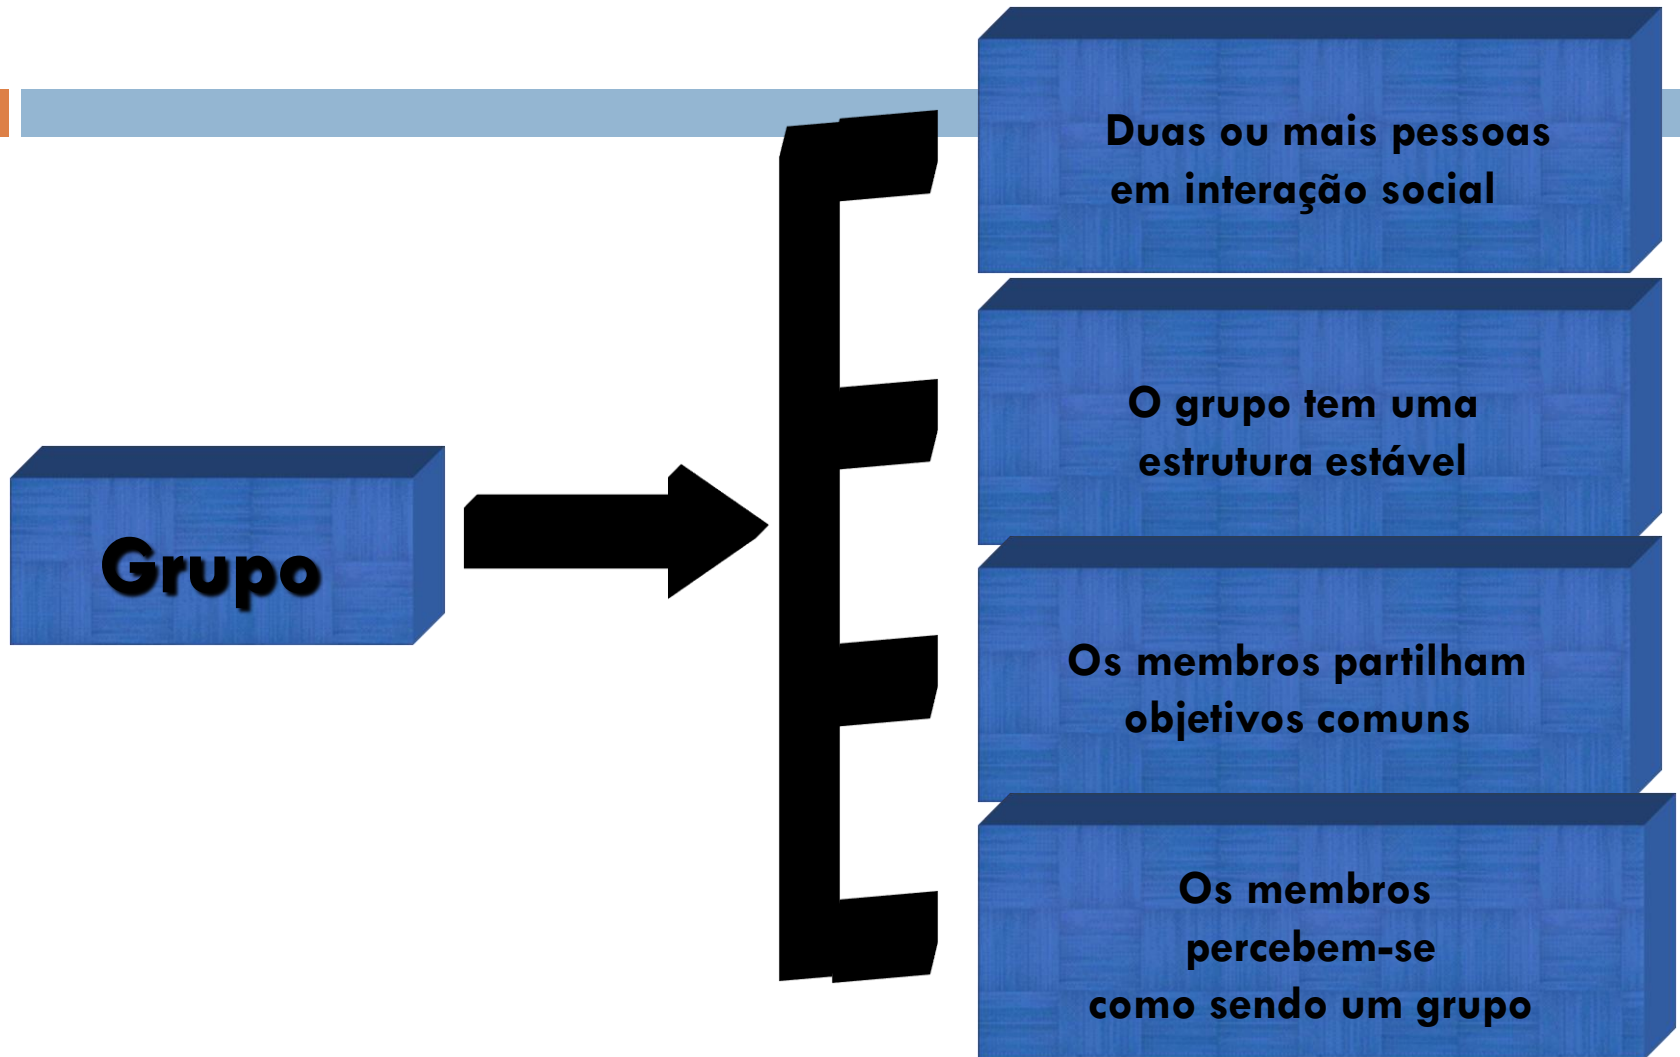 Grupo
Duas ou mais pessoas
em interação social
O grupo tem uma
estrutura estável
Os membros partilham
objetivos comuns
Os membros
percebem-se
como sendo um grupo